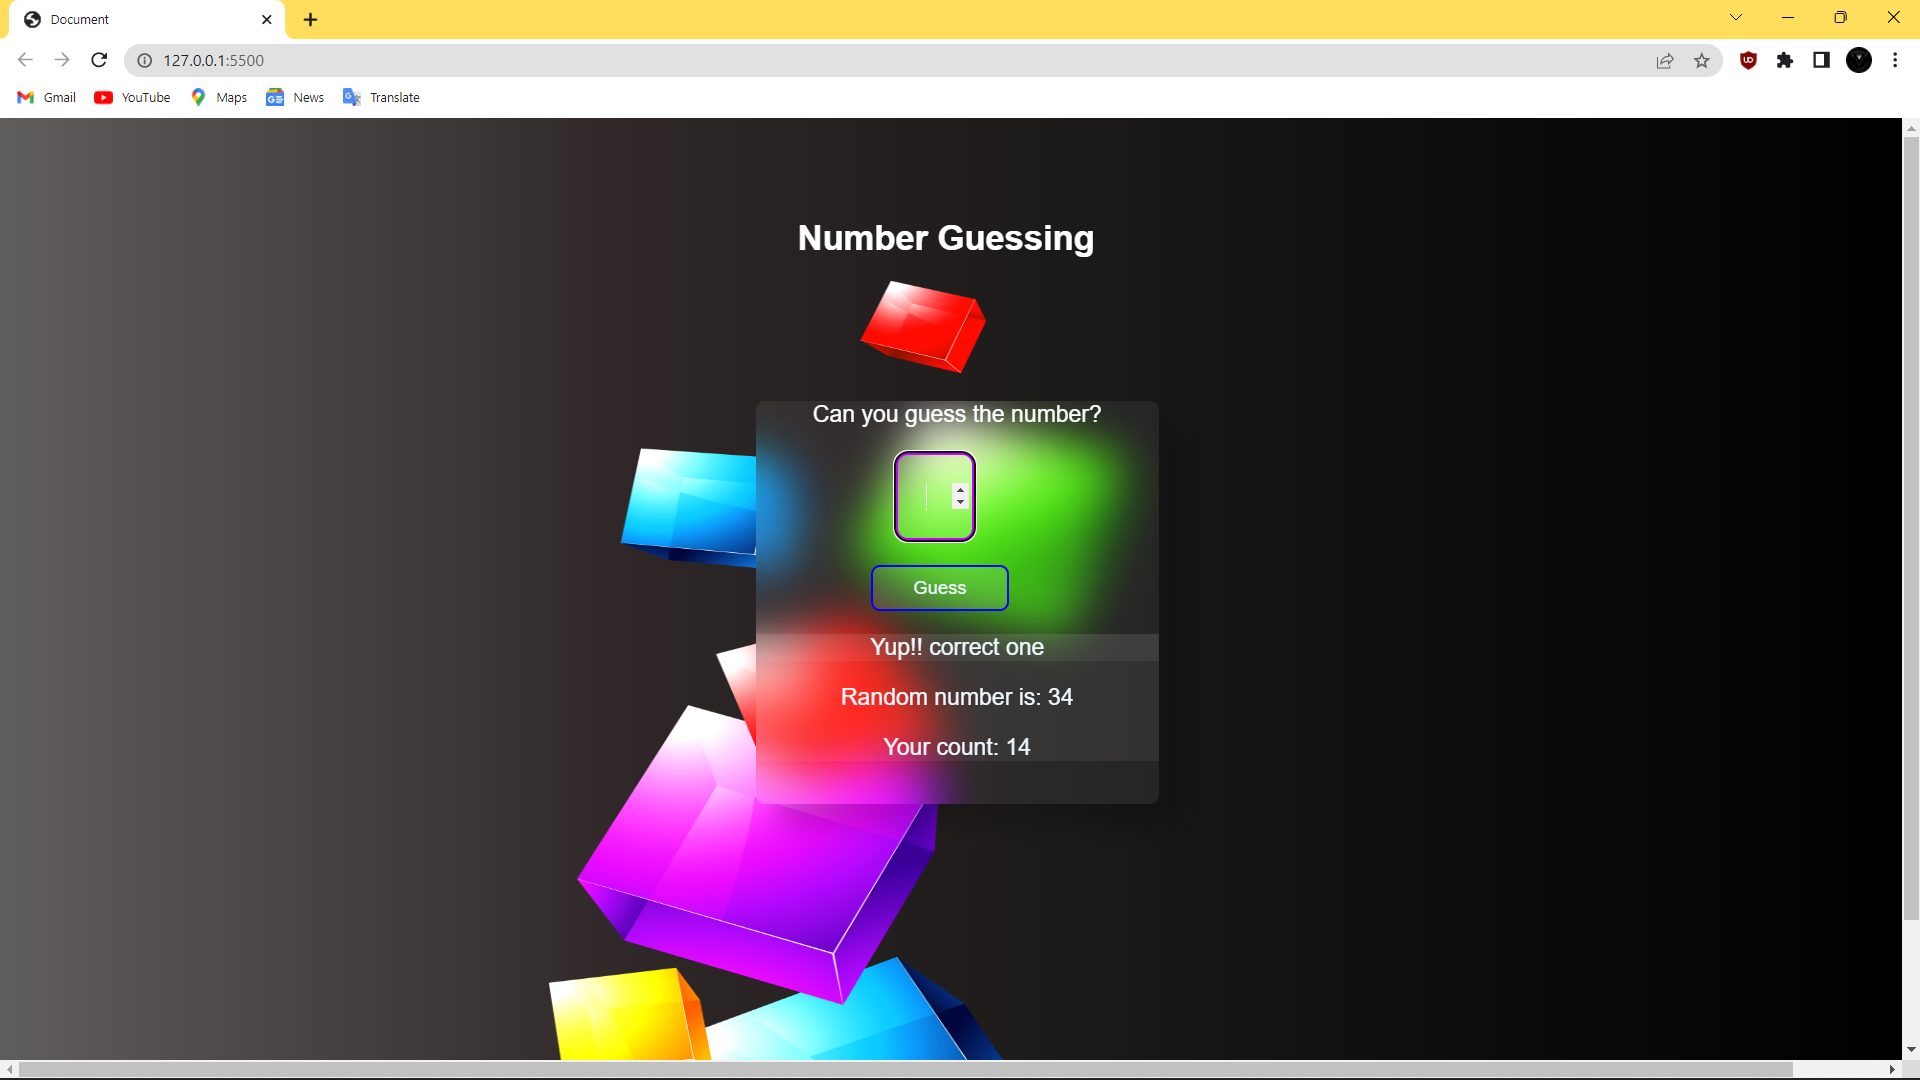 Document
127.0.0.1:5500
Gmail YouTube Maps News Translate
Number Guessing
Can you guess the number?
Guess
Yup!! correct one
Random number is: 34
Your count: 14